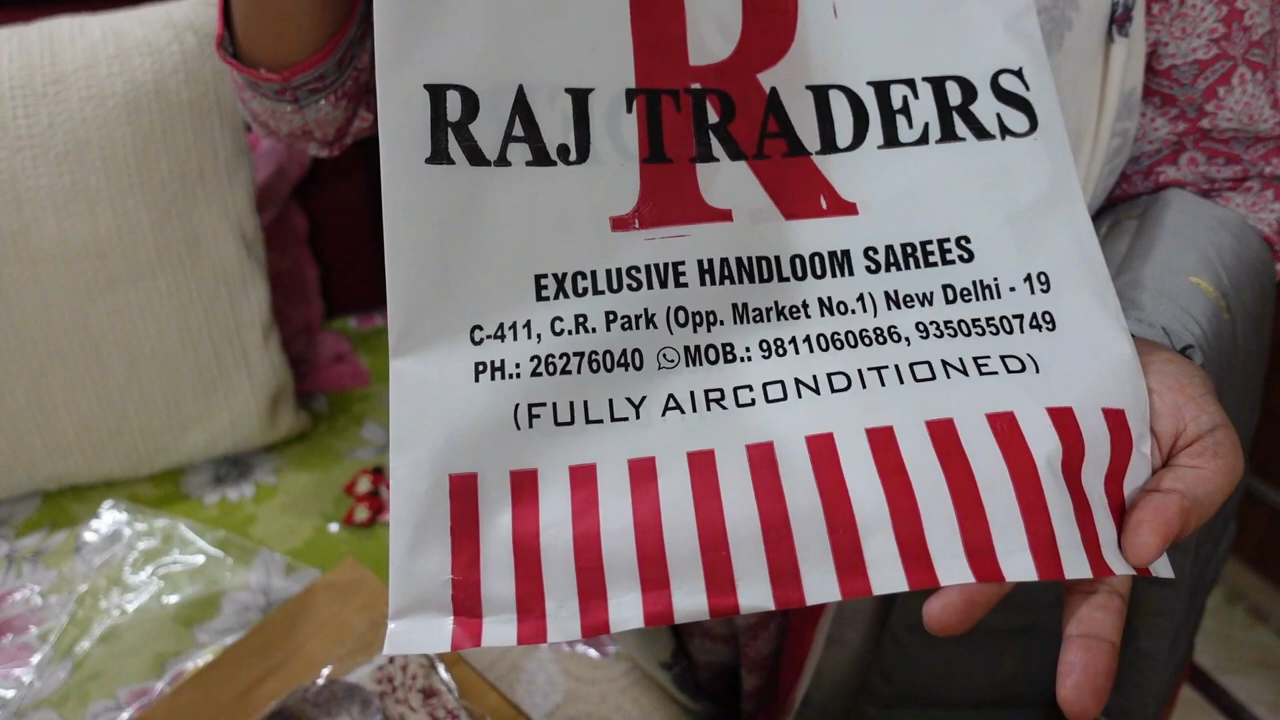 R
RAJ TRADERS
EXCLUSIVE HANDLOOM SAREES
C-411, C.R. Park (Opp. Market No.1) New Delhi - 19
PH.: 26276040 MOB.: 9811060686, 9350550749
(FULLY AIRCONDITIONED)